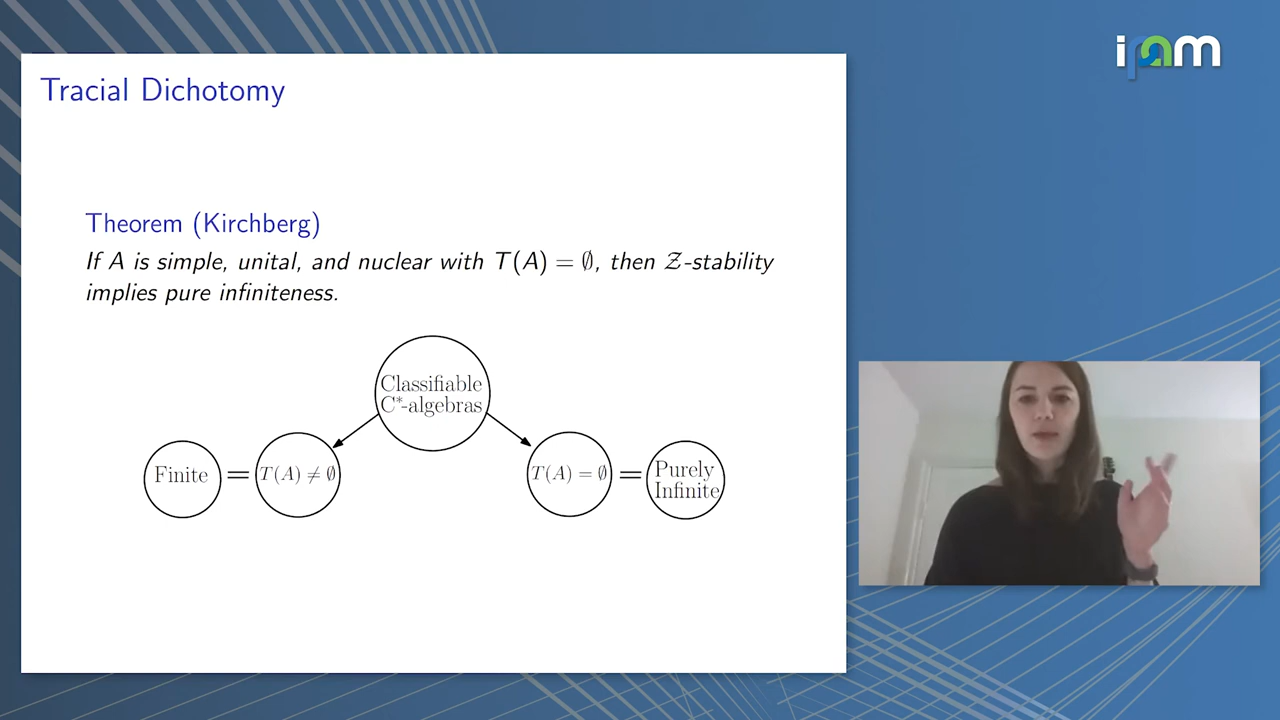 ipam
Tracial Dichotomy
Theorem (Kirchberg)
If A is simple, unital, and nuclear with T(A) = ∅, then 𝒵-stability
implies pure infiniteness.
Classifiable
C*-algebras
Finite = T(A) ≠ ∅
T(A) = ∅ = Purely Infinite